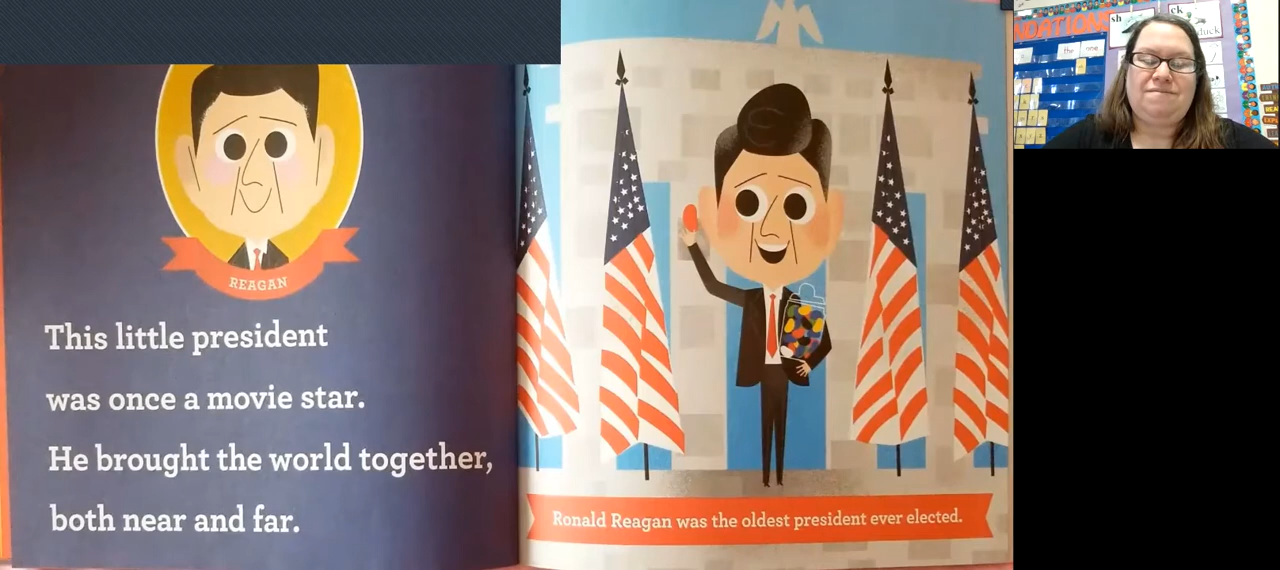 REAGAN
This little president
was once a movie star.
He brought the world together,
both near and far.
Ronald Reagan was the oldest president ever elected.
sh
ck
duck
the one